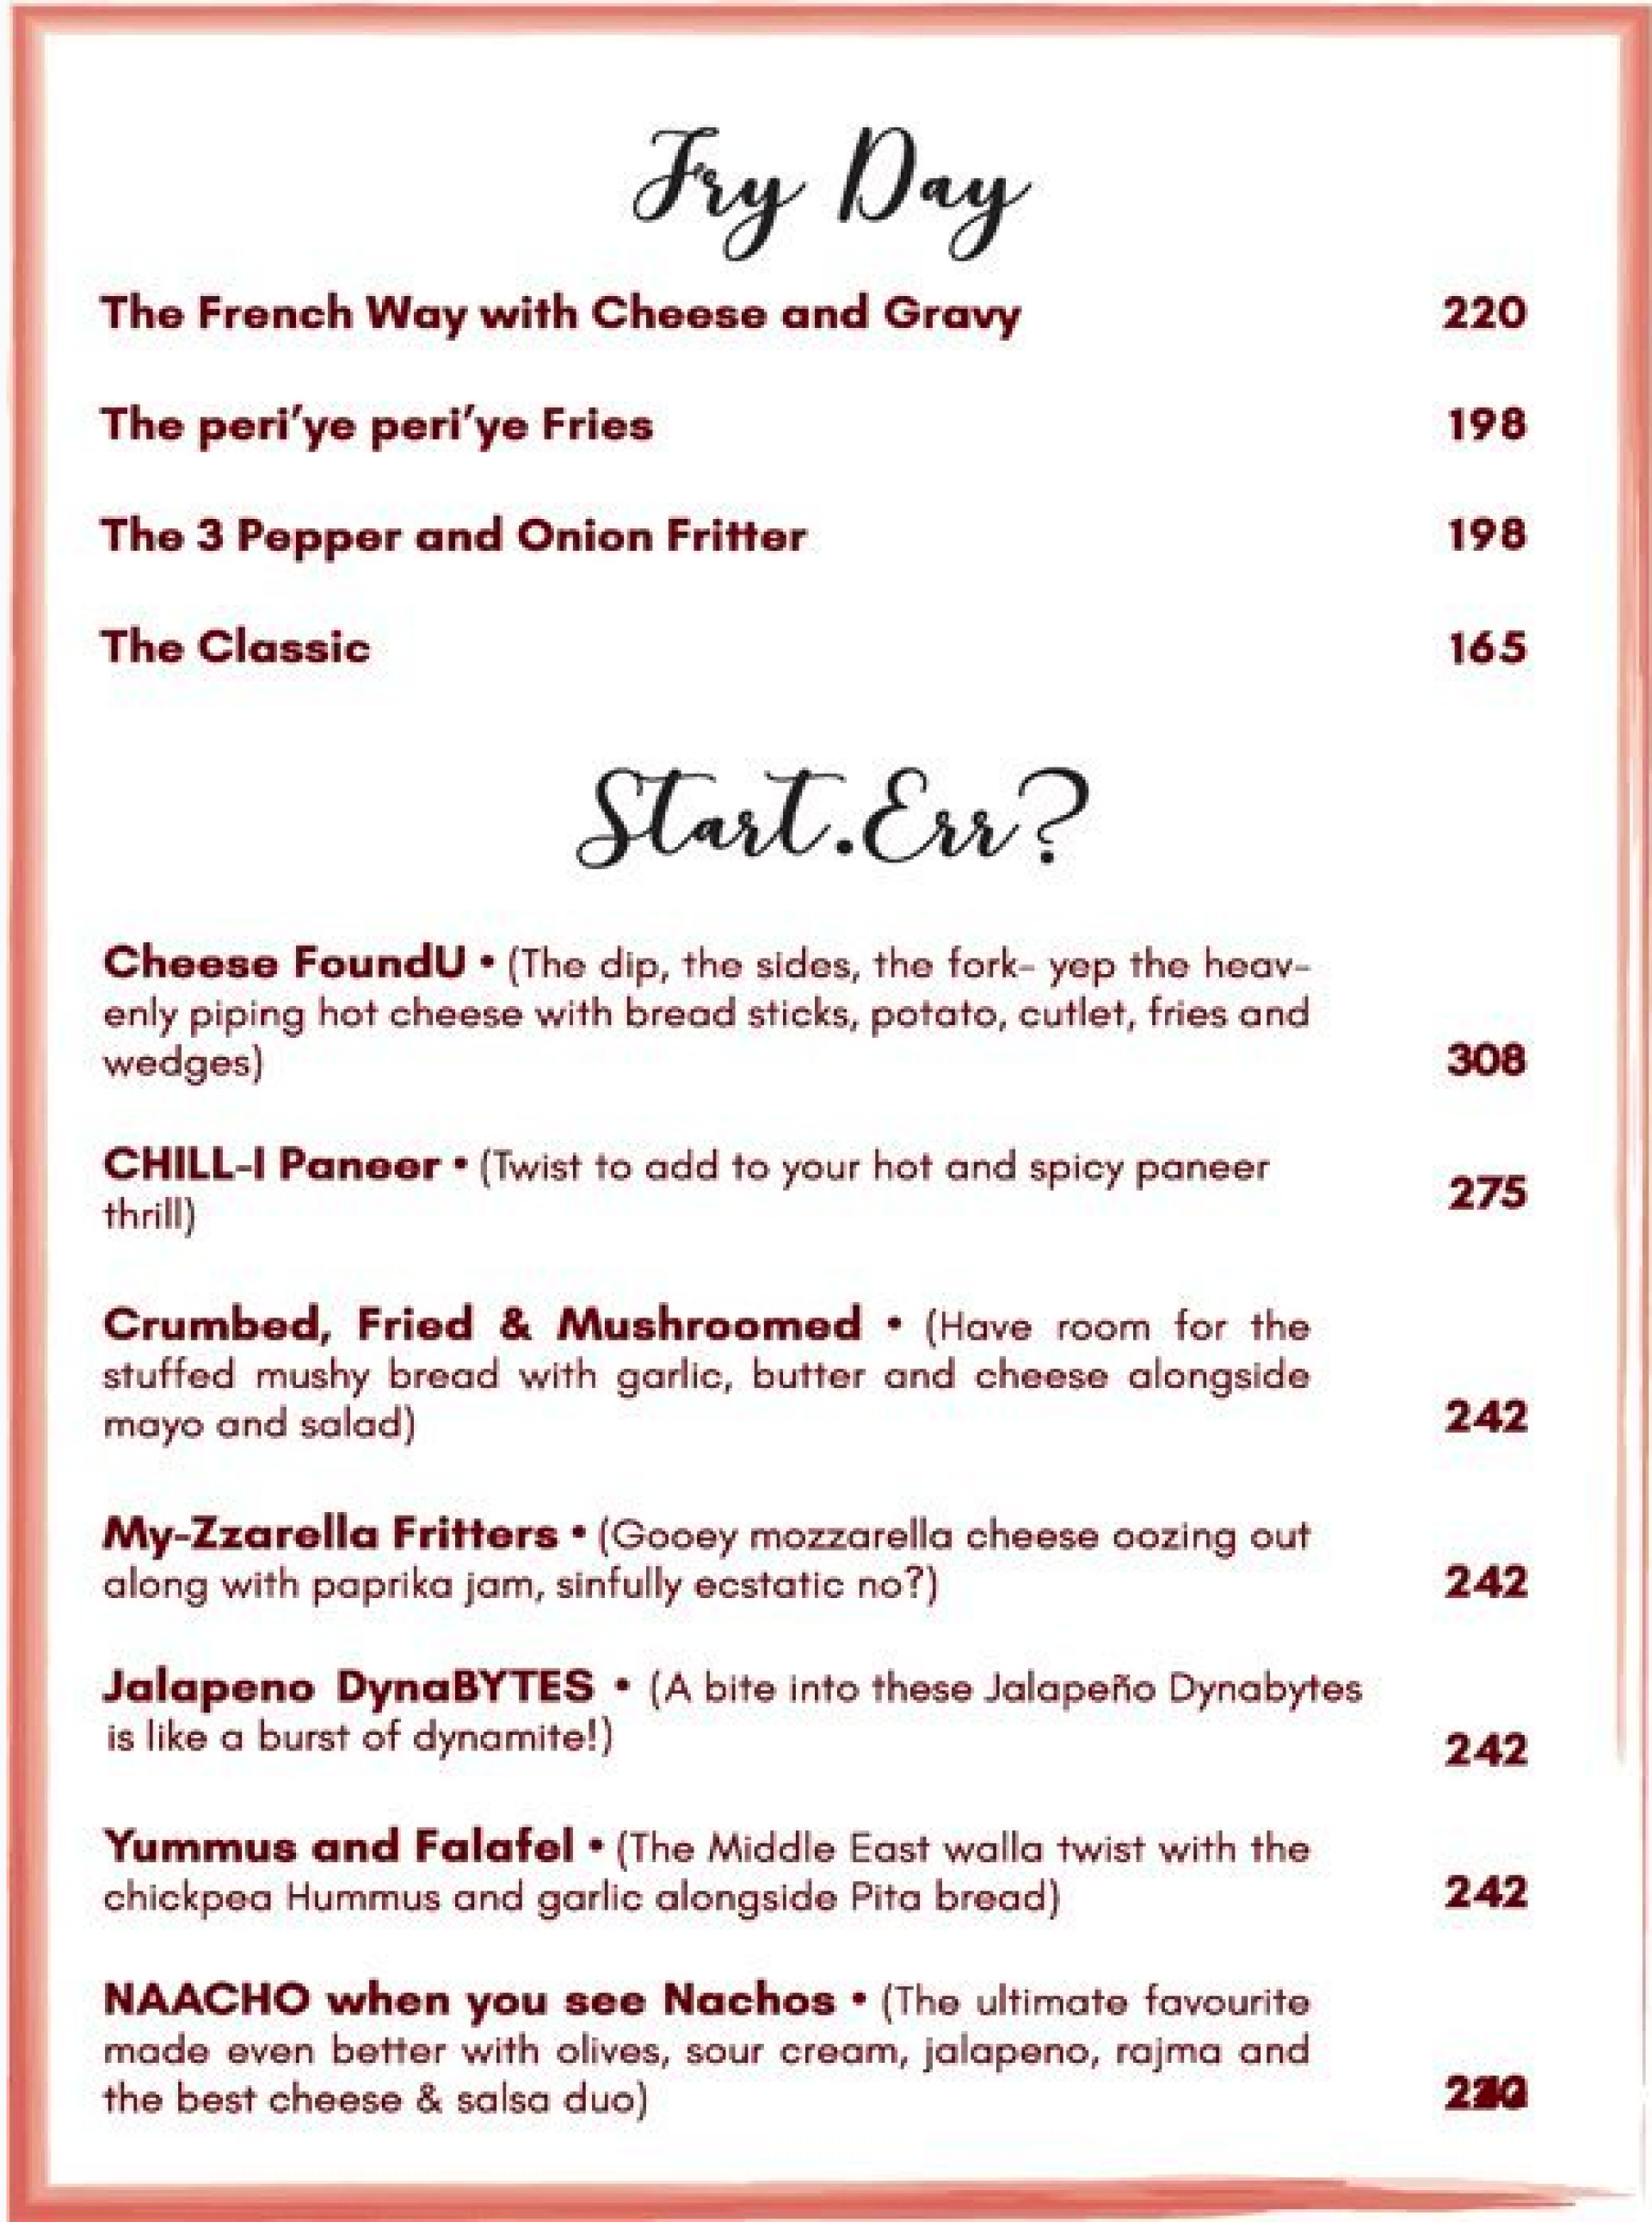 Fry Day
The French Way with Cheese and Gravy 220
The peri’ye peri’ye Fries 198
The 3 Pepper and Onion Fritter 198
The Classic 165
Start.Err?
Cheese FoundU • (The dip, the sides, the fork- yep the heav-
enly piping hot cheese with bread sticks, potato, cutlet, fries and
wedges) 308
CHILL-I Paneer • (Twist to add to your hot and spicy paneer
thrill) 275
Crumbed, Fried & Mushroomed • (Have room for the
stuffed mushy bread with garlic, butter and cheese alongside
mayo and salad) 242
My-Zzarella Fritters • (Gooey mozzarella cheese oozing out
along with paprika jam, sinfully ecstatic no?) 242
Jalapeno DynaBYTES • (A bite into these Jalapeño Dynabytes
is like a burst of dynamite!) 242
Yummus and Falafel • (The Middle East walla twist with the
chickpea Hummus and garlic alongside Pita bread) 242
NAACHO when you see Nachos • (The ultimate favourite
made even better with olives, sour cream, jalapeno, rajma and
the best cheese & salsa duo)